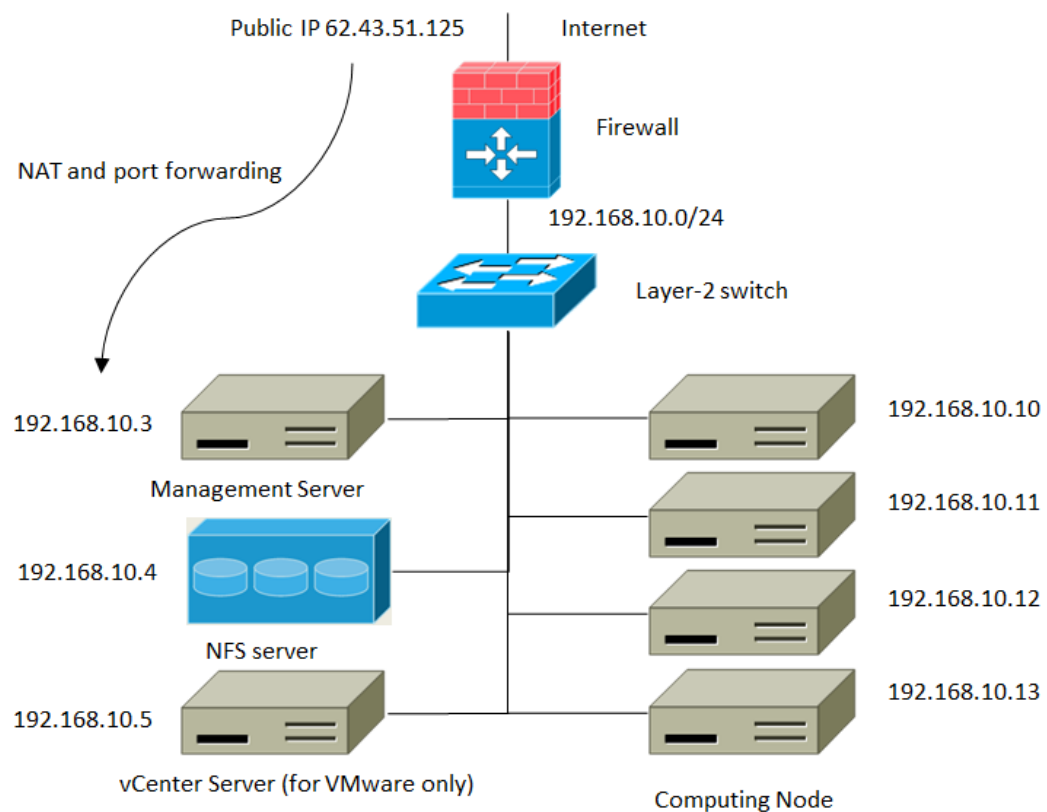 Public IP 62.43.51.125
Internet
Firewall
NAT and port forwarding
192.168.10.0/24
Layer-2 switch
192.168.10.3
Management Server
192.168.10.10
192.168.10.11
192.168.10.4
NFS server
192.168.10.12
192.168.10.5
vCenter Server (for VMware only)
192.168.10.13
Computing Node